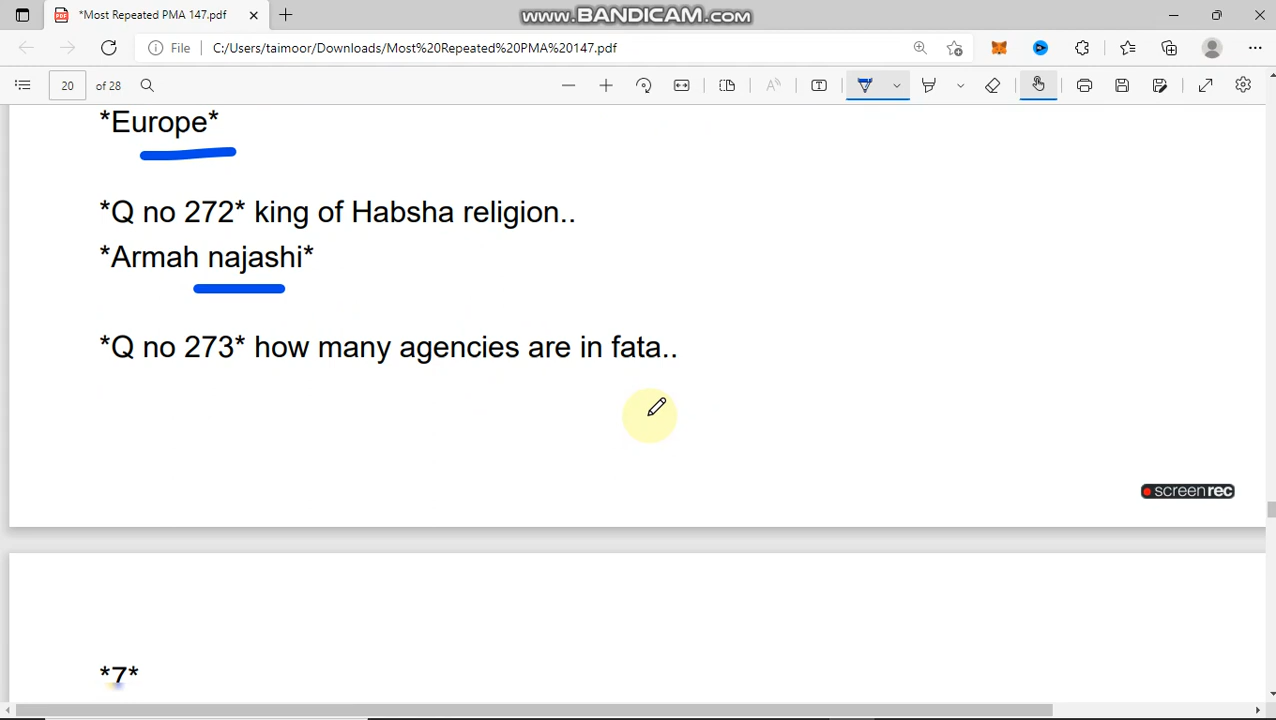 *Most Repeated PMA 147.pdf
www.BANDICAM.com
File C:/Users/taimoor/Downloads/Most%20Repeated%20PMA%20147.pdf
20 of 28
*Europe*
*Q no 272* king of Habsha religion..
*Armah najashi*
*Q no 273* how many agencies are in fata..
screenrec
*7*